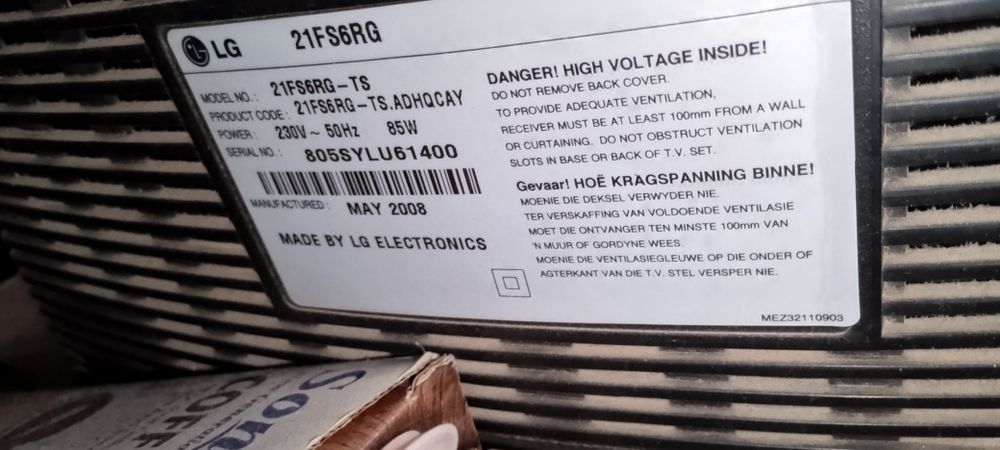 LG 21FS6RG
MODEL NO.: 21FS6RG-TS
PRODUCT CODE: 21FS6RG-TS.ADHQCAY
POWER: 230V ~ 50Hz 85W
SERIAL NO.: 805SYLU61400
MANUFACTURED: MAY 2008
MADE BY LG ELECTRONICS
DANGER! HIGH VOLTAGE INSIDE!
DO NOT REMOVE BACK COVER.
TO PROVIDE ADEQUATE VENTILATION,
RECEIVER MUST BE AT LEAST 100mm FROM A WALL
OR CURTAINING. DO NOT OBSTRUCT VENTILATION
SLOTS IN BASE OR BACK OF T.V. SET.
Gevaar! HOË KRAGSPANNING BINNE!
MOENIE DIE DEKSEL VERWYDER NIE.
TER VERSKAFFING VAN VOLDOENDE VENTILASIE
MOET DIE ONTVANGER TEN MINSTE 100mm VAN
'N MUUR OF GORDYNE WEES.
MOENIE DIE VENTILASIEGLEUWE OP DIE ONDER OF
AGTERKANT VAN DIE T.V. STEL VERSPER NIE.
MEZ32110903